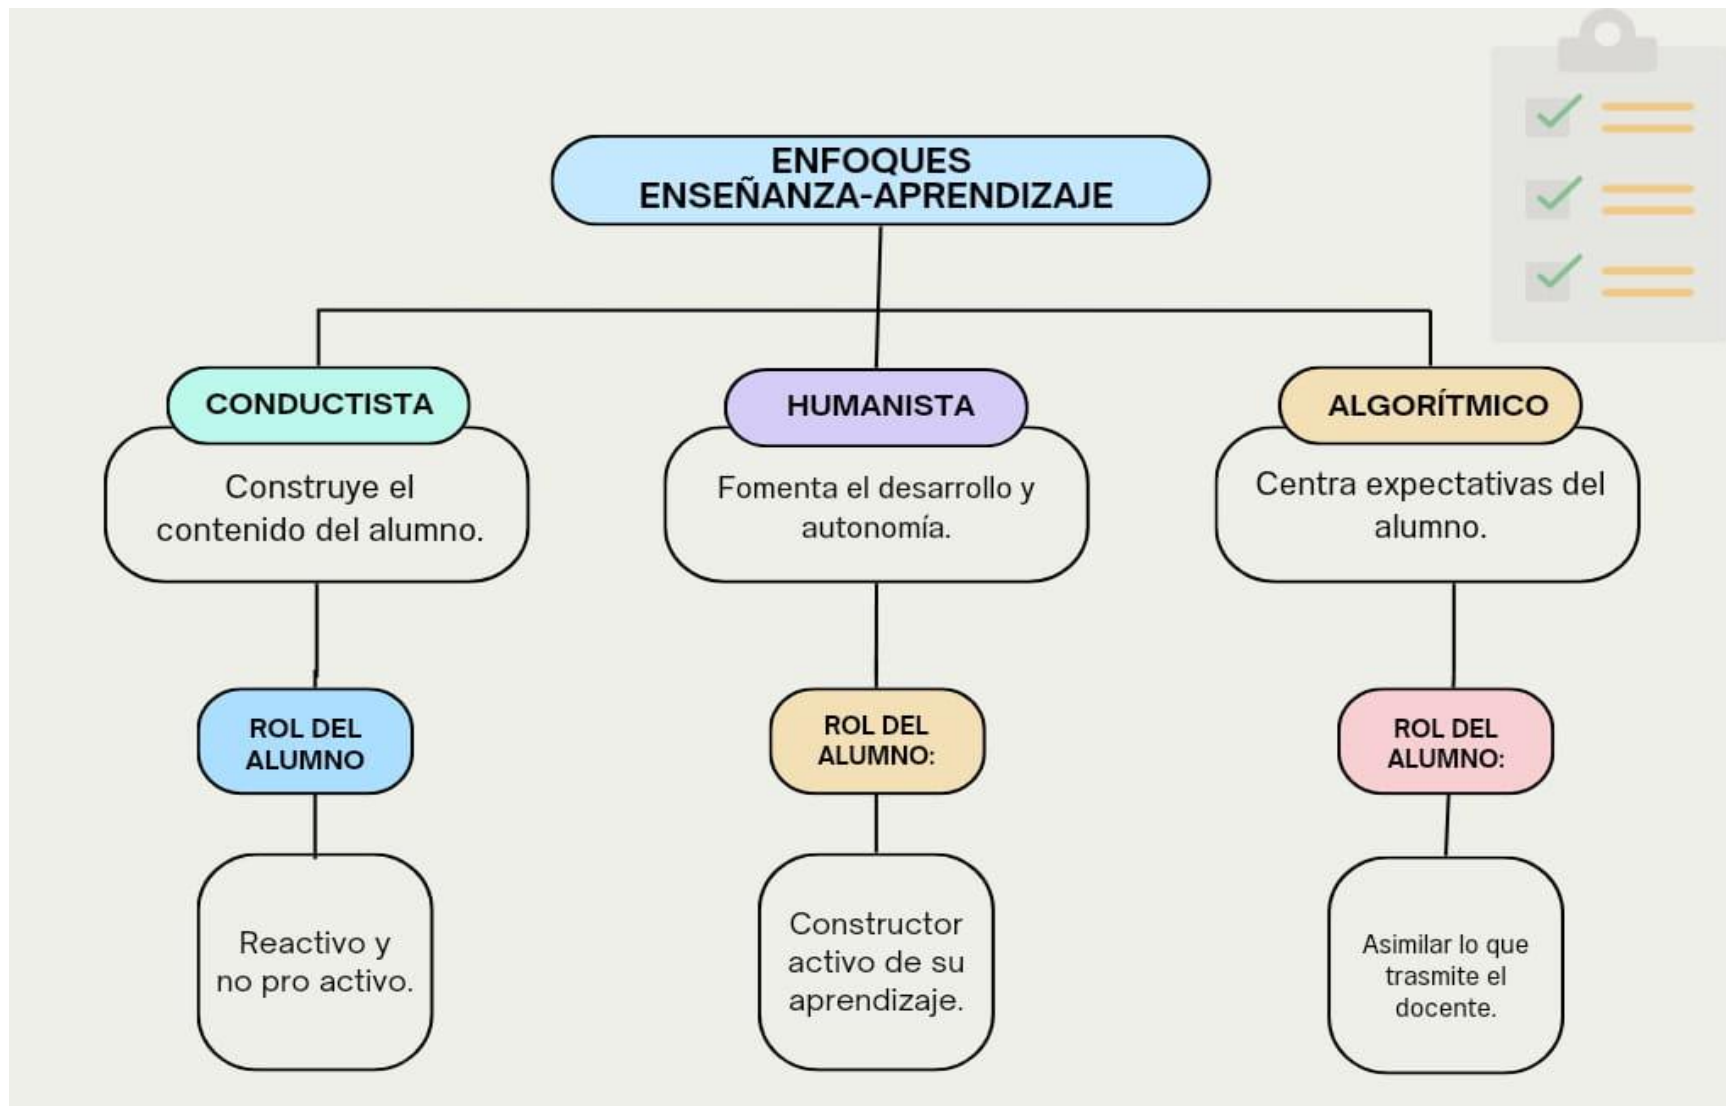 ENFOQUES
ENSEÑANZA-APRENDIZAJE
CONDUCTISTA
Construye el
contenido del alumno.
ROL DEL
ALUMNO
Reactivo y
no pro activo.
HUMANISTA
Fomenta el desarrollo y
autonomía.
ROL DEL
ALUMNO:
Constructor
activo de su
aprendizaje.
ALGORÍTMICO
Centra expectativas del
alumno.
ROL DEL
ALUMNO:
Asimilar lo que
trasmite el
docente.